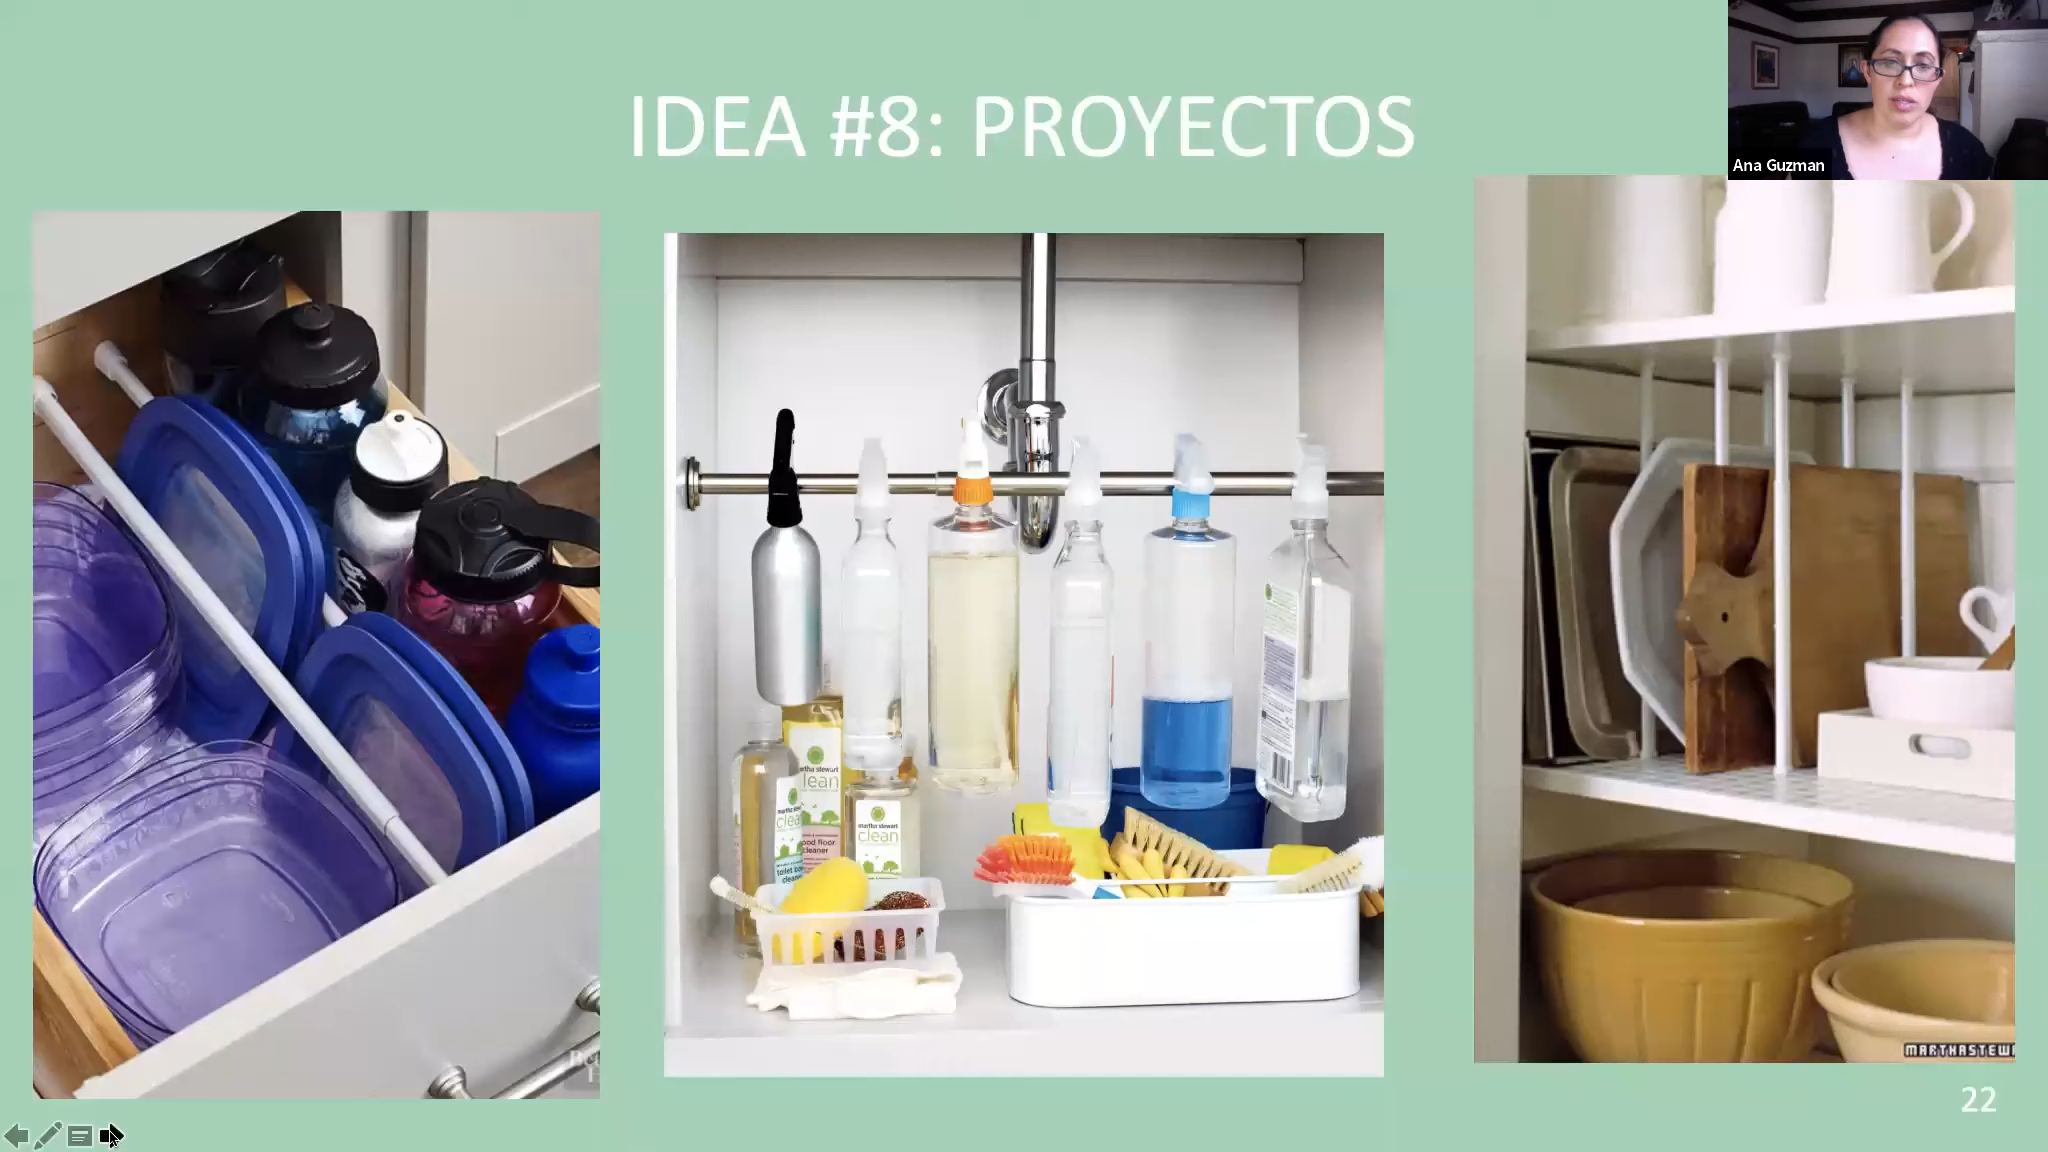 IDEA #8: PROYECTOS
Ana Guzman
martha stewart
clean
martha stewart
clean
wood floor
cleaner
toilet bowl
cleaner
martha stewart
clean
MARTHASTEW
22